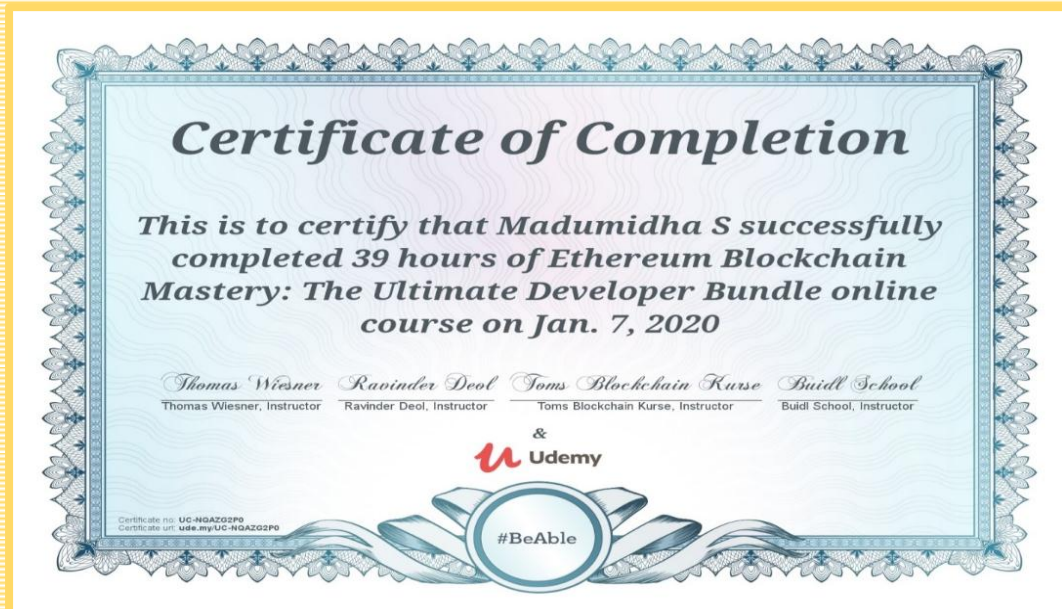 Certificate of Completion
This is to certify that Madumidha S successfully
completed 39 hours of Ethereum Blockchain
Mastery: The Ultimate Developer Bundle online
course on Jan. 7, 2020
Thomas Wiesner Ravinder Deol Toms Blockchain Kurse Buidl School
Thomas Wiesner, Instructor Ravinder Deol, Instructor Toms Blockchain Kurse, Instructor Buidl School, Instructor
&
Udemy
Certificate no: UC-NQAZG2P0
Certificate url: ude.my/UC-NQAZG2P0
#BeAble